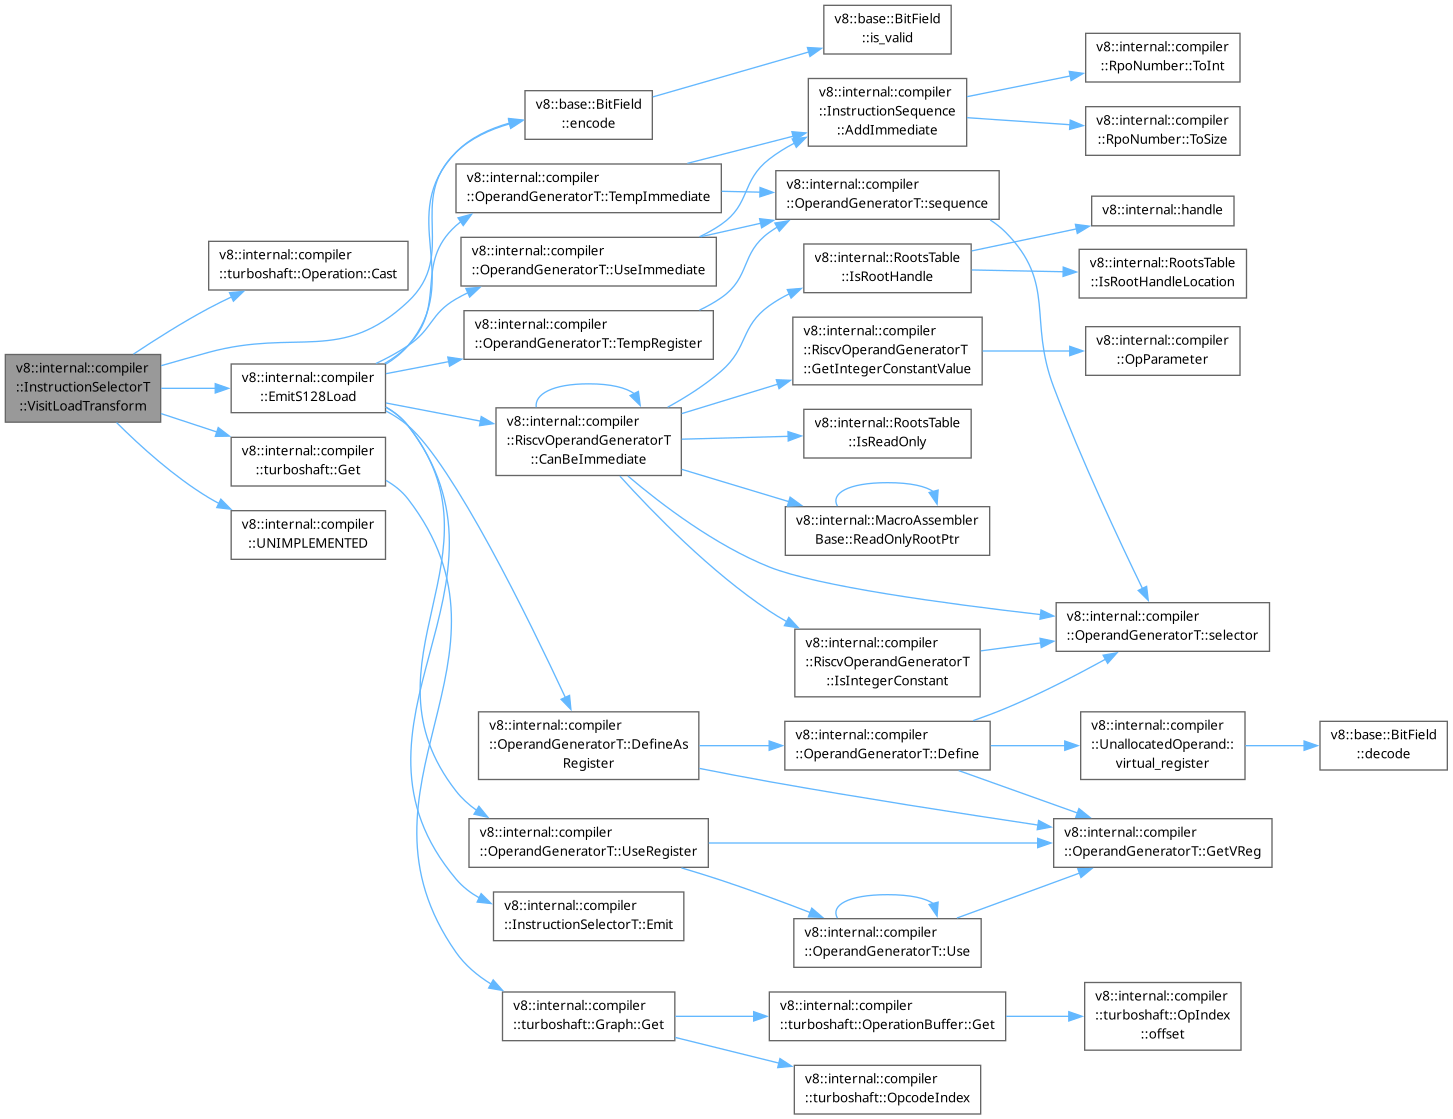 v8::internal::compiler
::InstructionSelectorT
::VisitLoadTransform
v8::internal::compiler
::turboshaft::Operation::Cast
v8::internal::compiler
::EmitS128Load
v8::internal::compiler
::turboshaft::Get
v8::internal::compiler
::UNIMPLEMENTED
v8::base::BitField
::encode
v8::internal::compiler
::OperandGeneratorT::TempImmediate
v8::internal::compiler
::OperandGeneratorT::UseImmediate
v8::internal::compiler
::OperandGeneratorT::TempRegister
v8::internal::compiler
::RiscvOperandGeneratorT
::CanBeImmediate
v8::internal::compiler
::OperandGeneratorT::DefineAs
Register
v8::internal::compiler
::OperandGeneratorT::UseRegister
v8::internal::compiler
::InstructionSelectorT::Emit
v8::internal::compiler
::turboshaft::Graph::Get
v8::base::BitField
::is_valid
v8::internal::compiler
::InstructionSequence
::AddImmediate
v8::internal::compiler
::OperandGeneratorT::sequence
v8::internal::RootsTable
::IsRootHandle
v8::internal::compiler
::RiscvOperandGeneratorT
::GetIntegerConstantValue
v8::internal::RootsTable
::IsReadOnly
v8::internal::MacroAssembler
Base::ReadOnlyRootPtr
v8::internal::compiler
::RiscvOperandGeneratorT
::IsIntegerConstant
v8::internal::compiler
::OperandGeneratorT::Define
v8::internal::compiler
::OperandGeneratorT::Use
v8::internal::compiler
::turboshaft::OperationBuffer::Get
v8::internal::compiler
::turboshaft::OpcodeIndex
v8::internal::compiler
::RpoNumber::ToInt
v8::internal::compiler
::RpoNumber::ToSize
v8::internal::handle
v8::internal::RootsTable
::IsRootHandleLocation
v8::internal::compiler
::OpParameter
v8::internal::compiler
::OperandGeneratorT::selector
v8::internal::compiler
::UnallocatedOperand::
virtual_register
v8::internal::compiler
::OperandGeneratorT::GetVReg
v8::internal::compiler
::turboshaft::OpIndex
::offset
v8::base::BitField
::decode